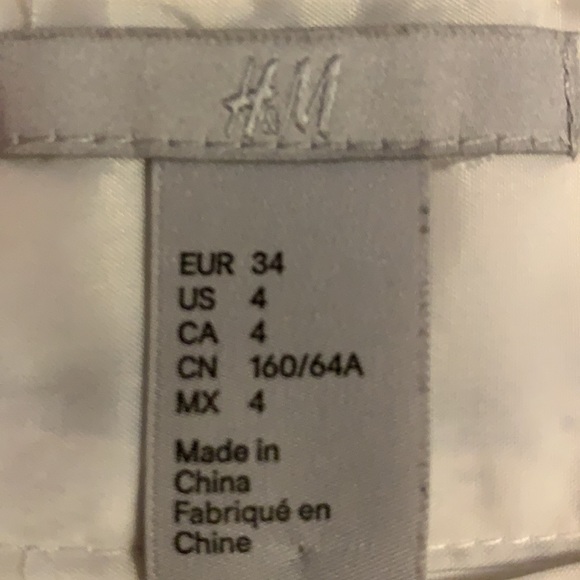 H&M
EUR 34
US 4
CA 4
CN 160/64A
MX 4
Made in
China
Fabriqué en
Chine